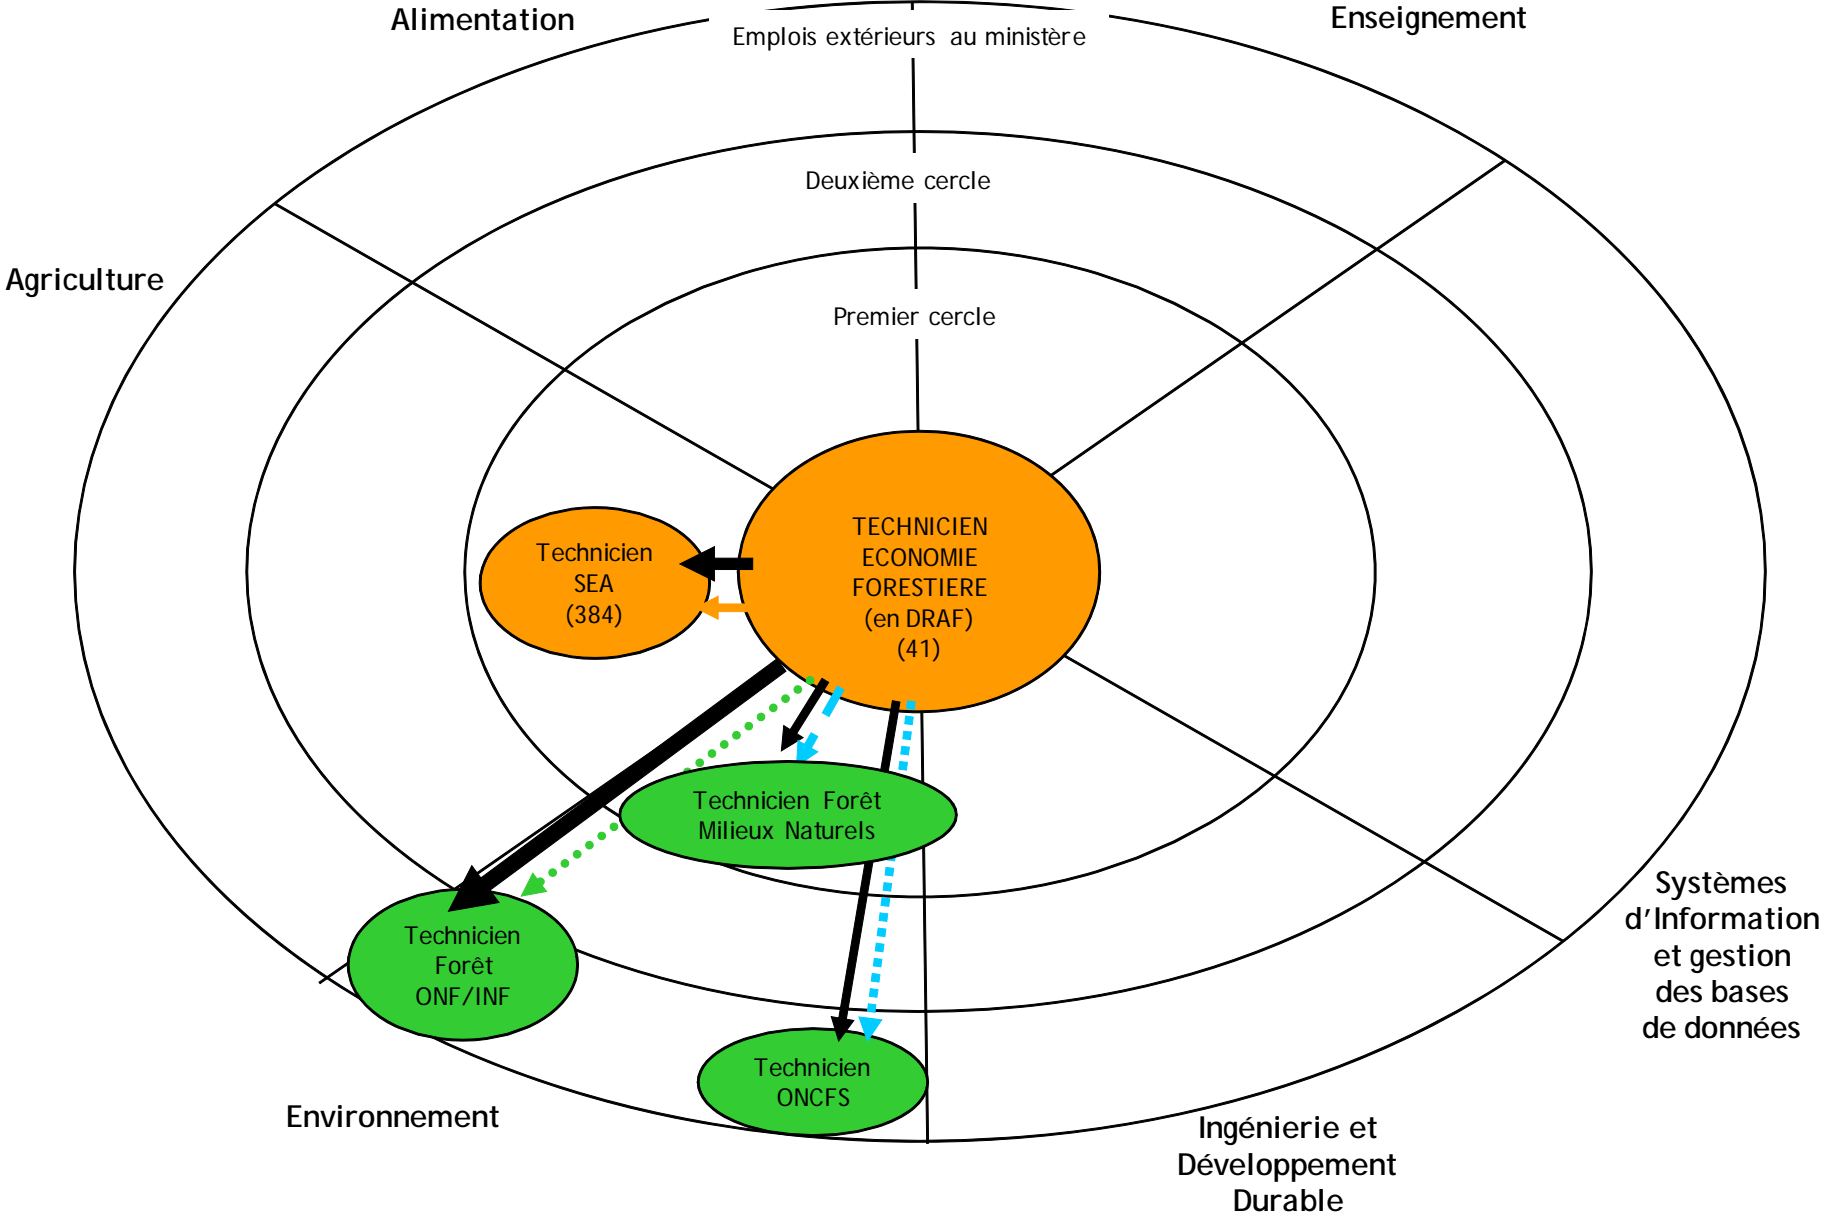 Alimentation
Enseignement
Emplois extérieurs au ministère
Deuxième cercle
Agriculture
Premier cercle
Technicien
SEA
(384)
TECHNICIEN
ECONOMIE
FORESTIERE
(en DRAF)
(41)
Technicien Forêt
Milieux Naturels
Technicien
Forêt
ONF/INF
Technicien
ONCFS
Systèmes
d'Information
et gestion
des bases
de données
Environnement
Ingénierie et
Développement
Durable